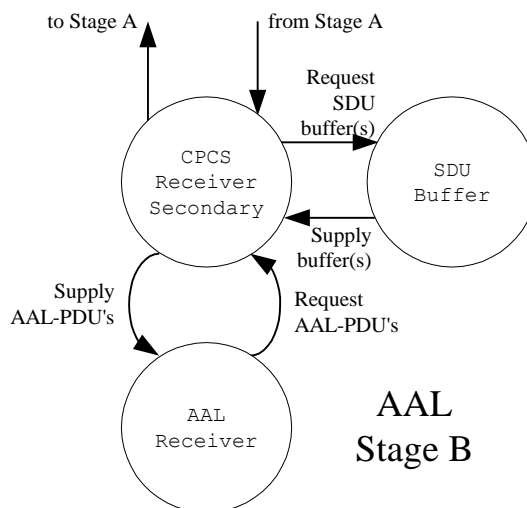 to Stage A
from Stage A
Request
SDU
buffer(s)
CPCS
Receiver
Secondary
SDU
Buffer
Supply
buffer(s)
Supply
AAL-PDU's
Request
AAL-PDU's
AAL
Receiver
AAL
Stage B